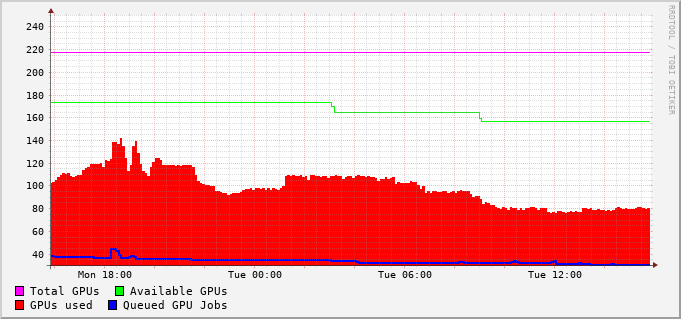 RRDTOOL / TOBI OETIKER
240
220
200
180
160
140
120
100
80
60
40
Mon 18:00 Tue 00:00 Tue 06:00 Tue 12:00
Total GPUs Available GPUs
GPUs used Queued GPU Jobs